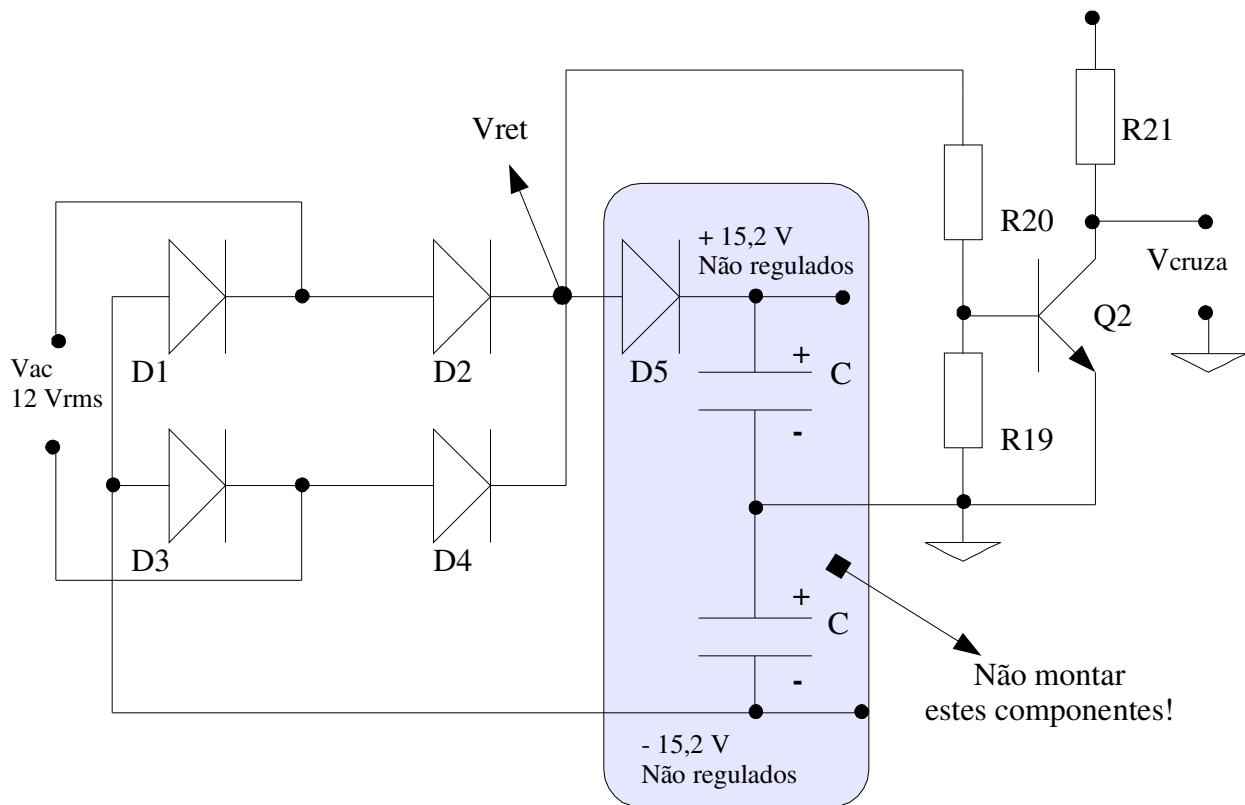 Vret
R21
+ 15,2 V
Não regulados
R20
Vcruza
Q2
Vac
12 Vrms
D1
D2
D5
+
C
-
R19
D3
D4
+
C
-
Não montar
estes componentes!
- 15,2 V
Não regulados